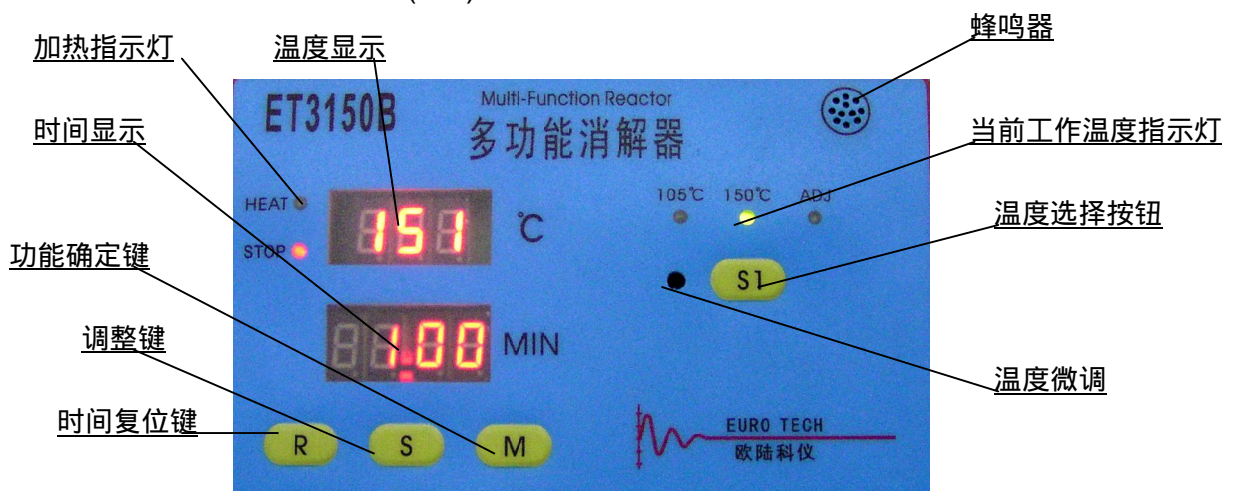 加热指示灯
温度显示
蜂鸣器
时间显示
当前工作温度指示灯
ET3150B
Multi-Function Reactor
多功能消解器
HEAT
STOP
151
℃
105℃ 150℃ ADJ
温度选择按钮
功能确定键
S1
调整键
1.00
MIN
温度微调
时间复位键
R
S
M
EURO TECH
欧陆科仪